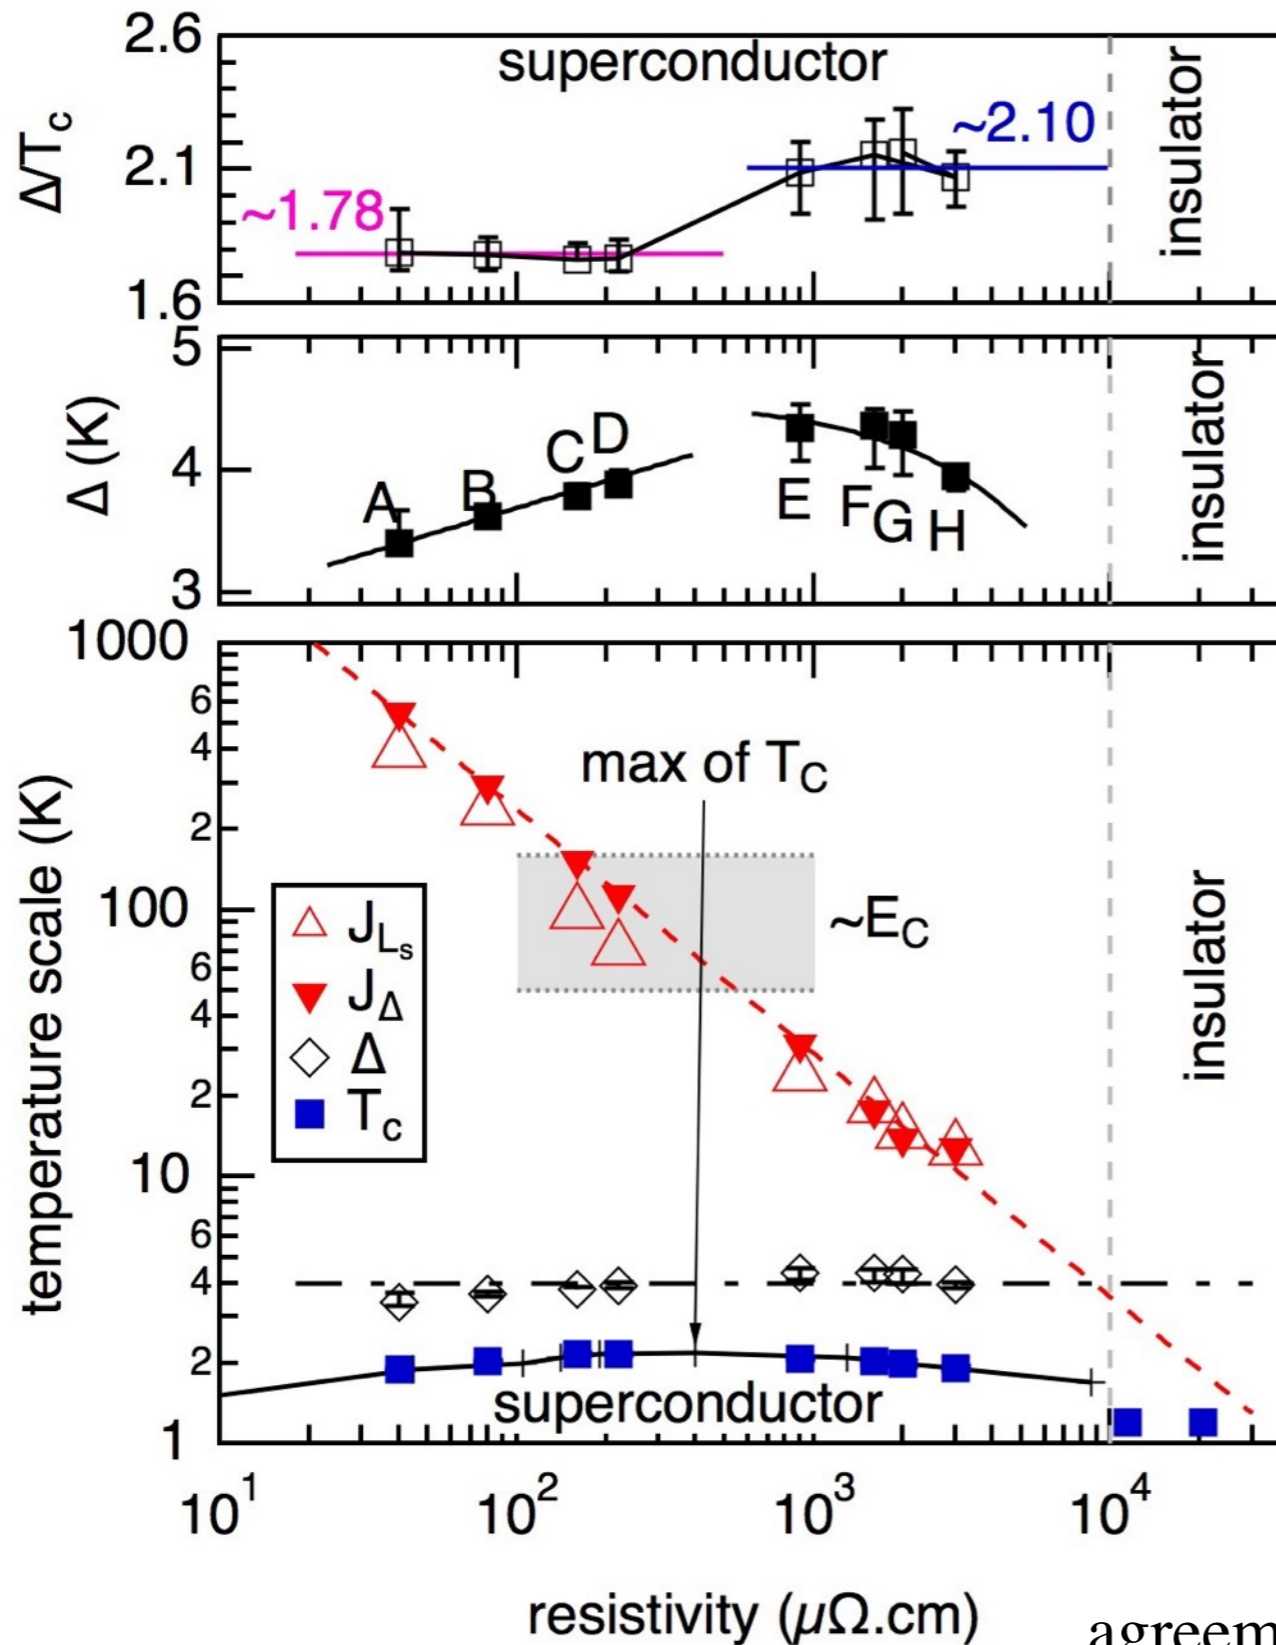 2.6
superconductor
~2.10
Δ/Tc
2.1
~1.78
insulator
1.6
5
Δ (K)
4
A B C D
E F G H
insulator
3
1000
6
4
max of TC
2
100
~EC
JLs
JΔ
Δ
Tc
6
4
2
10
6
4
2
superconductor
1
temperature scale (K)
insulator
10¹ 10² 10³ 10⁴
resistivity (μΩ.cm)
agreem